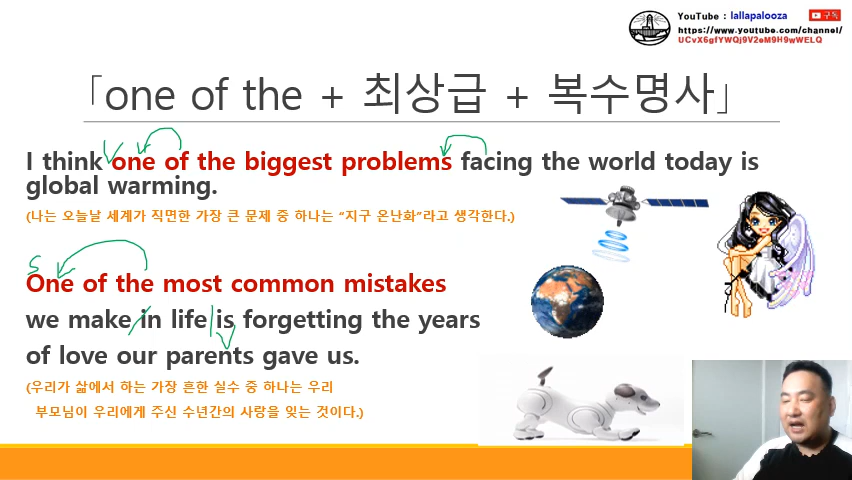 YouTube : lallapalooza
구독
https://www.youtube.com/channel/
UCvX6gfYWQj9V2eM9H9wWELQ
「one of the + 최상급 + 복수명사」
I think one of the biggest problems facing the world today is
global warming.
(나는 오늘날 세계가 직면한 가장 큰 문제 중 하나는 “지구 온난화”라고 생각한다.)
S
One of the most common mistakes
we make in life is forgetting the years
V
of love our parents gave us.
(우리가 삶에서 하는 가장 흔한 실수 중 하나는 우리
부모님이 우리에게 주신 수년간의 사랑을 잊는 것이다.)